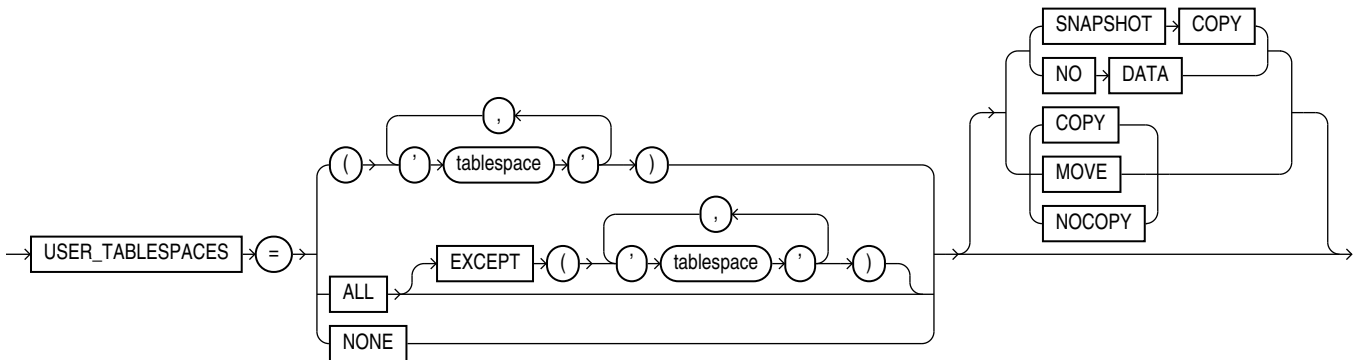 SNAPSHOT COPY
NO DATA
,
COPY
( ' tablespace ' )
MOVE
,
NOCOPY
USER_TABLESPACES =
EXCEPT ( ' tablespace ' )
ALL
NONE